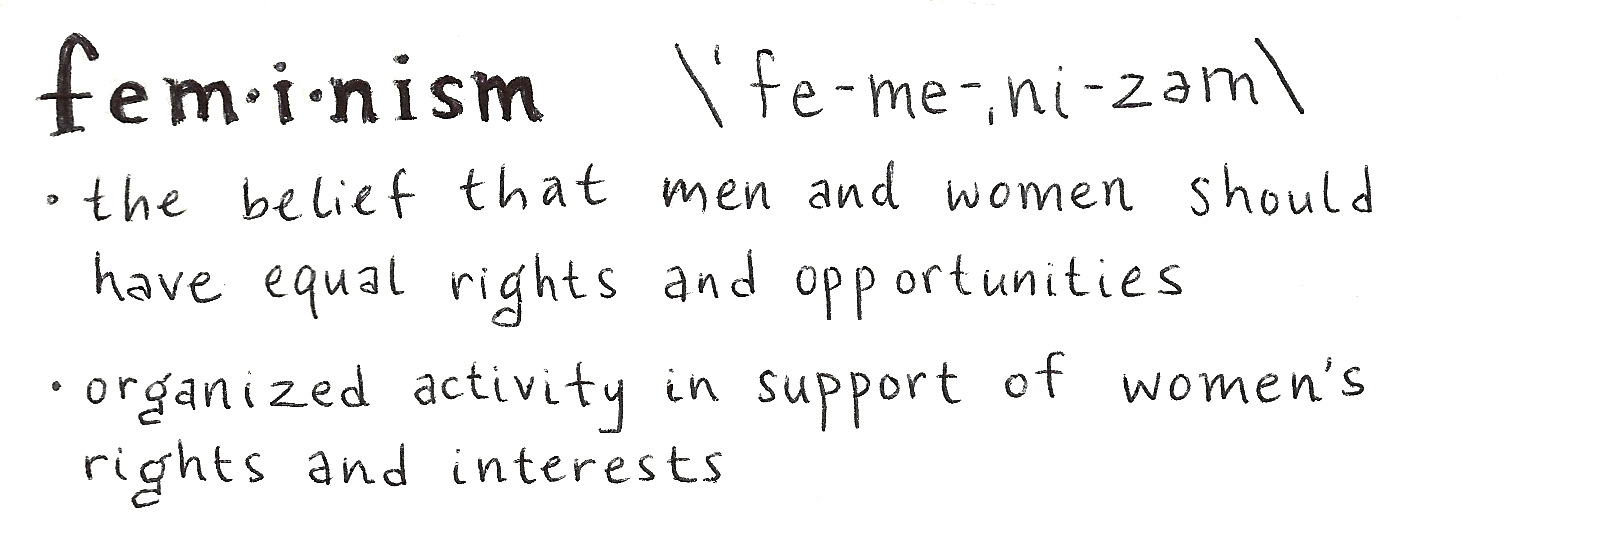 fem·i·nism \'fe-me-ˌni-zəm\
• the belief that men and women should
have equal rights and opportunities
• organized activity in support of women's
rights and interests